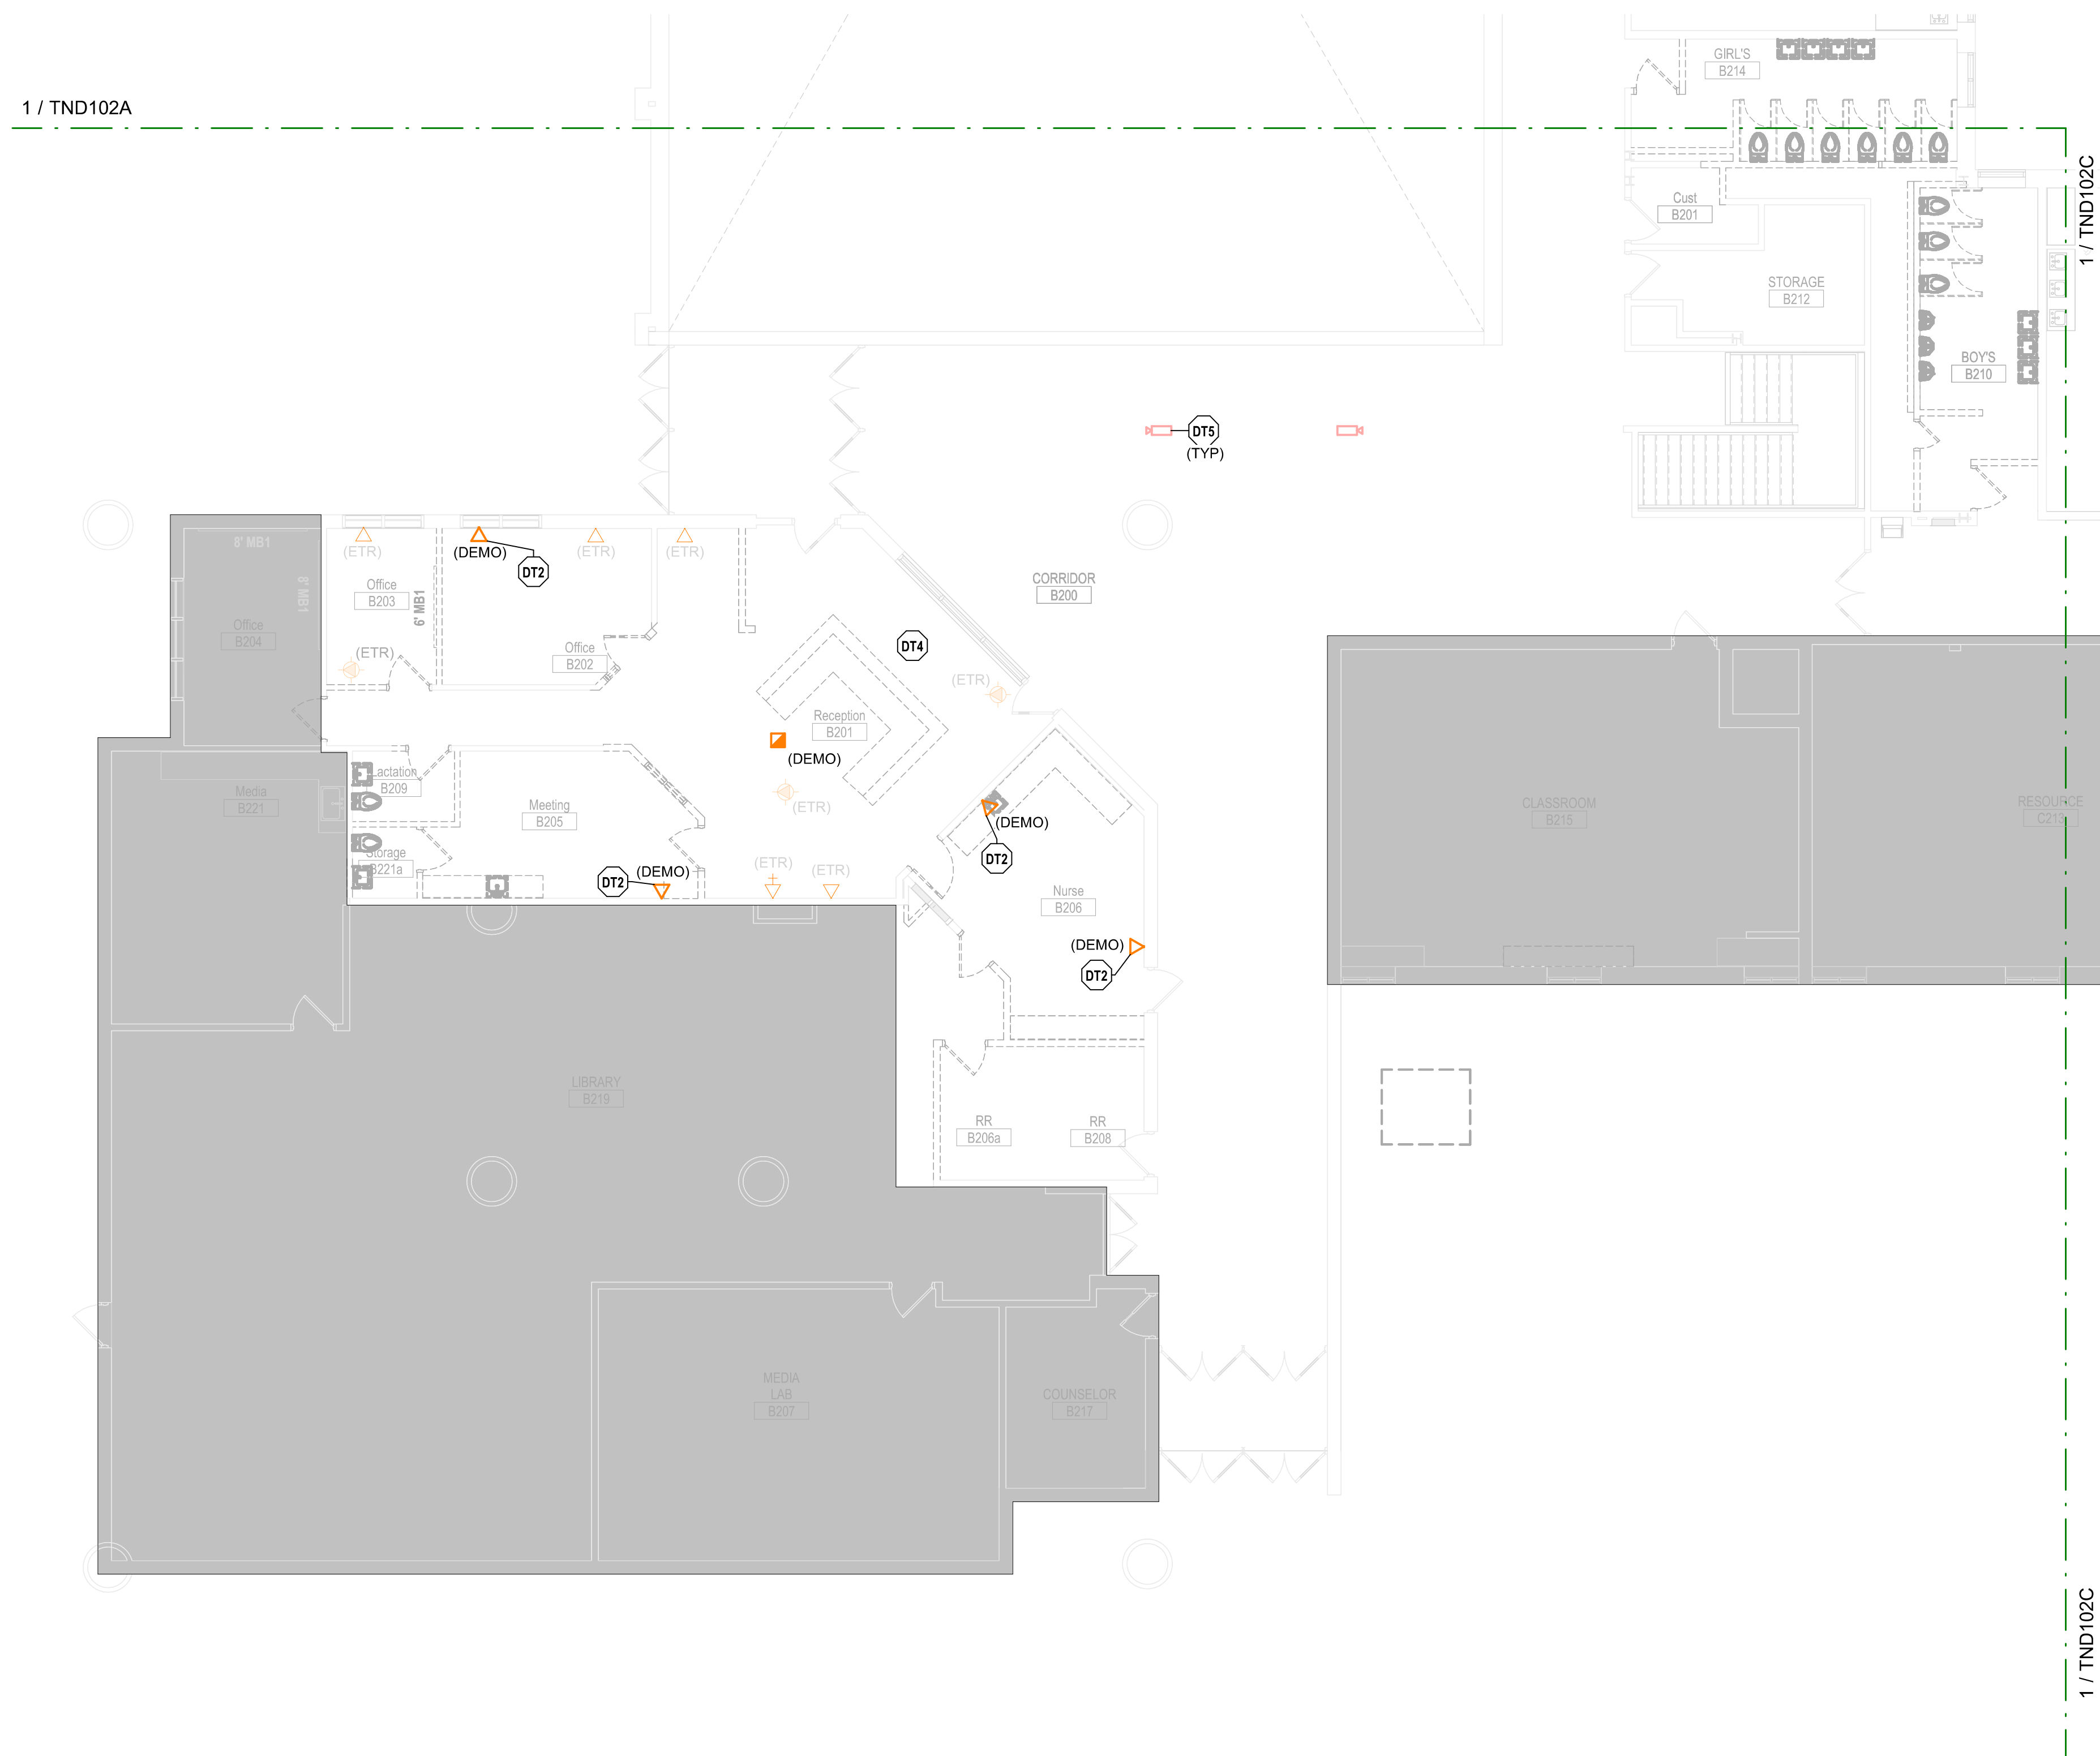 GIRL'S
B214
1 / TND102A
1 / TND102C
Cust
B201
STORAGE
B212
BOY'S
B210
DT5
(TYP)
8' MB1
(ETR)
(DEMO)
(ETR)
(ETR)
DT2
8' MB1
Office
B203
6' MB1
CORRIDOR
B200
Office
B204
Office
B202
DT4
(ETR)
(ETR)
Reception
B201
(DEMO)
Lactation
B209
Media
B221
(ETR)
Meeting
B205
CLASSROOM
B215
RESOURCE
C213
(DEMO)
DT2
Storage
B221a
(DEMO)
DT2
(ETR)
(ETR)
Nurse
B206
(DEMO)
DT2
LIBRARY
B219
RR
B206a
RR
B208
MEDIA
LAB
B207
COUNSELOR
B217
1 / TND102C